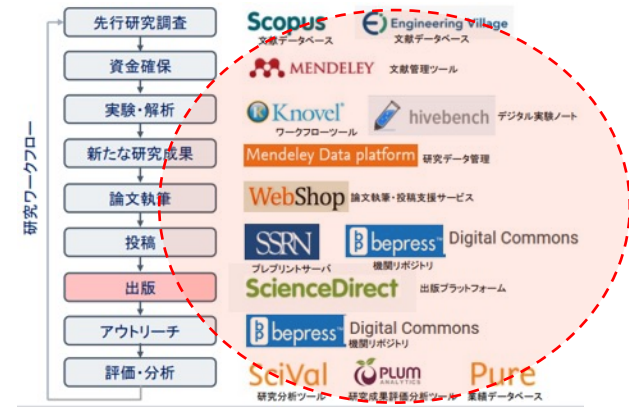 研究ワークフロー
先行研究調査
Scopus
文献データベース
Engineering Village
文献データベース
資金確保
MENDELEY
文献管理ツール
実験・解析
Knovel
ワークフローツール
hivebench
デジタル実験ノート
新たな研究成果
Mendeley Data platform
研究データ管理
論文執筆
WebShop
論文執筆・投稿支援サービス
投稿
SSRN
プレプリントサーバ
bepress™
Digital Commons
機関リポジトリ
出版
ScienceDirect
出版プラットフォーム
アウトリーチ
bepress™
Digital Commons
機関リポジトリ
評価・分析
SciVal
研究分析ツール
PLUM
ANALYTICS
研究成果評価分析ツール
Pure
業績データベース